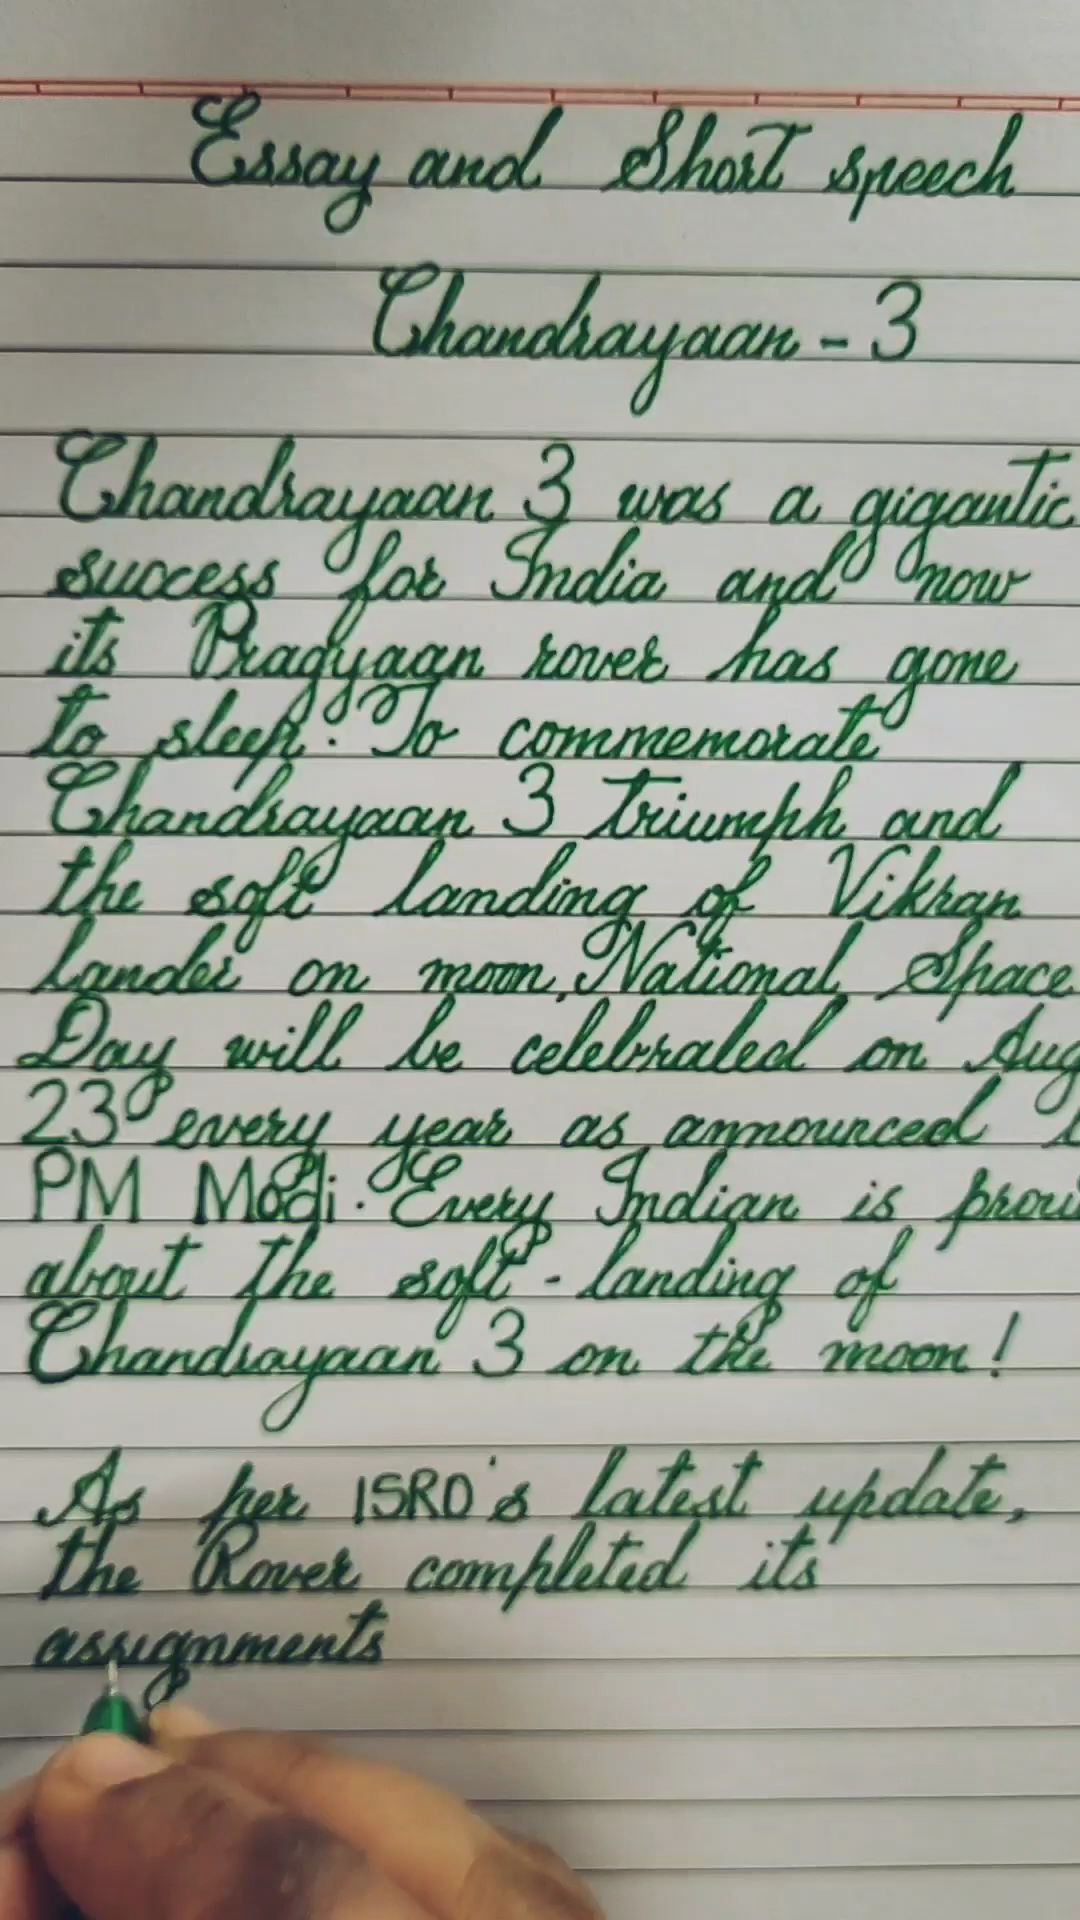 Essay and Short speech
Chandrayaan - 3
Chandrayaan 3 was a gigantic
success for India and now
its Pragyaan rover has gone
to sleep. To commemorate
Chandrayaan 3 triumph and
the soft landing of Vikran
Lander on moon, National Space
Day will be celebrated on Aug
23 every year as announced
PM Modi. Every Indian is prou
about the soft-landing of
Chandrayaan 3 on the moon!
As per ISRO's latest update,
the Rover completed its
assignments